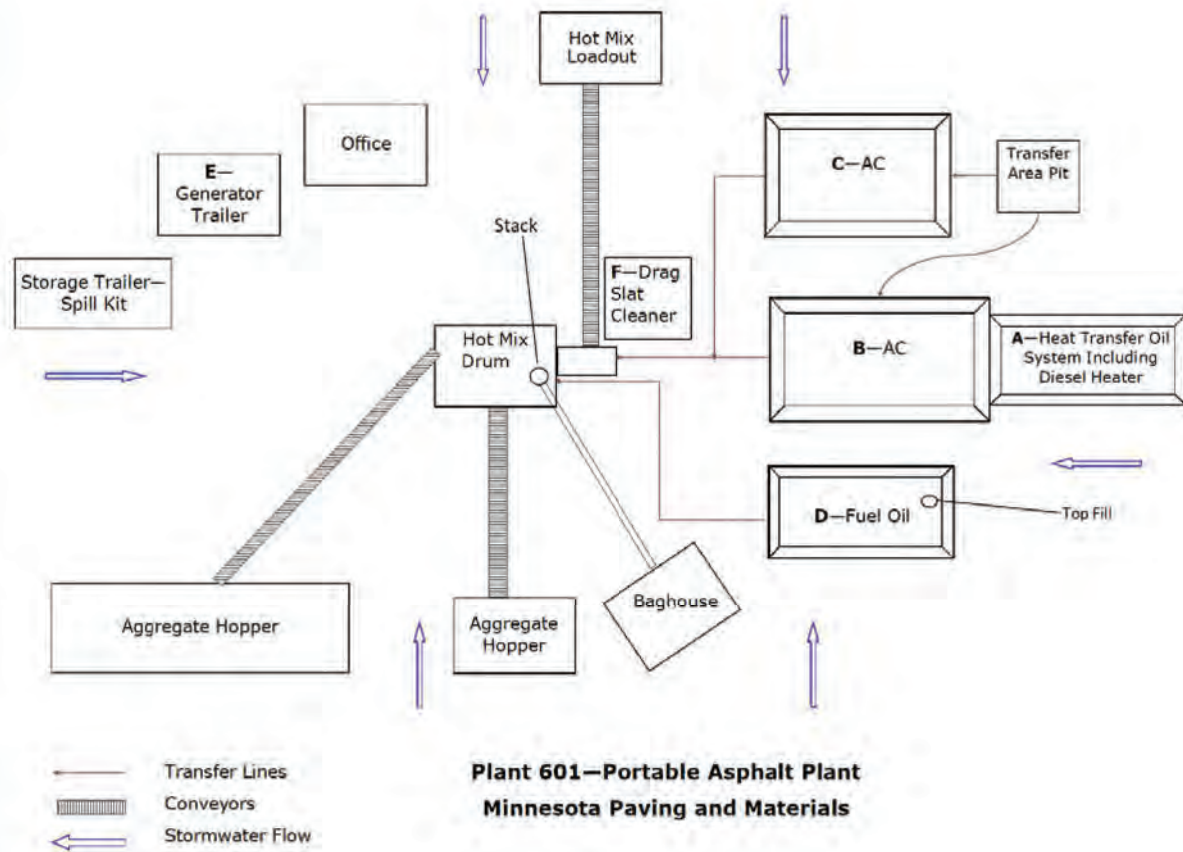 Hot Mix
Loadout
Office
E—
Generator
Trailer
C—AC
Transfer
Area Pit
Stack
Storage Trailer—
Spill Kit
F—Drag
Slat
Cleaner
Hot Mix
Drum
B—AC
A—Heat Transfer Oil
System Including
Diesel Heater
D—Fuel Oil
Top Fill
Aggregate Hopper
Aggregate
Hopper
Baghouse
Transfer Lines
Conveyors
Stormwater Flow
Plant 601—Portable Asphalt Plant
Minnesota Paving and Materials